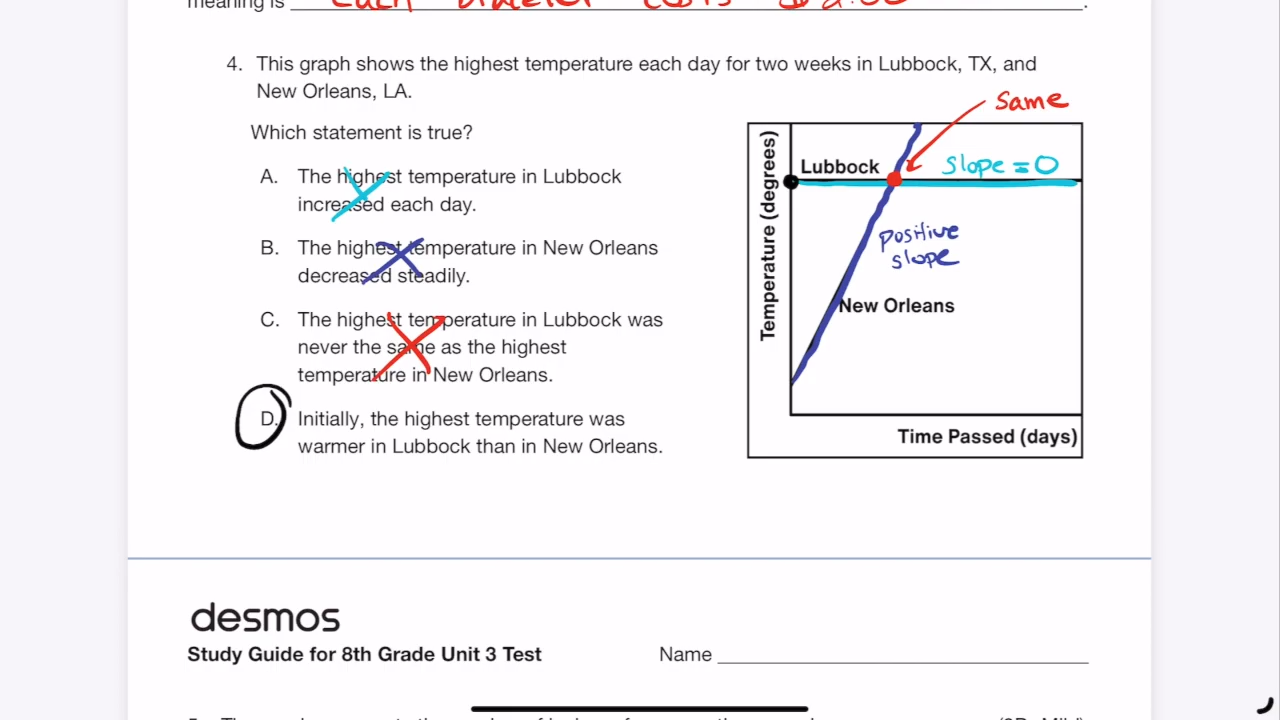 meaning is each costs
4. This graph shows the highest temperature each day for two weeks in Lubbock, TX, and
New Orleans, LA.
Which statement is true?
A. The highest temperature in Lubbock
increased each day.
B. The highest temperature in New Orleans
decreased steadily.
C. The highest temperature in Lubbock was
never the same as the highest
temperature in New Orleans.
D. Initially, the highest temperature was
warmer in Lubbock than in New Orleans.
same
Temperature (degrees)
Lubbock
slope = 0
positive
slope
New Orleans
Time Passed (days)
desmos
Study Guide for 8th Grade Unit 3 Test
Name